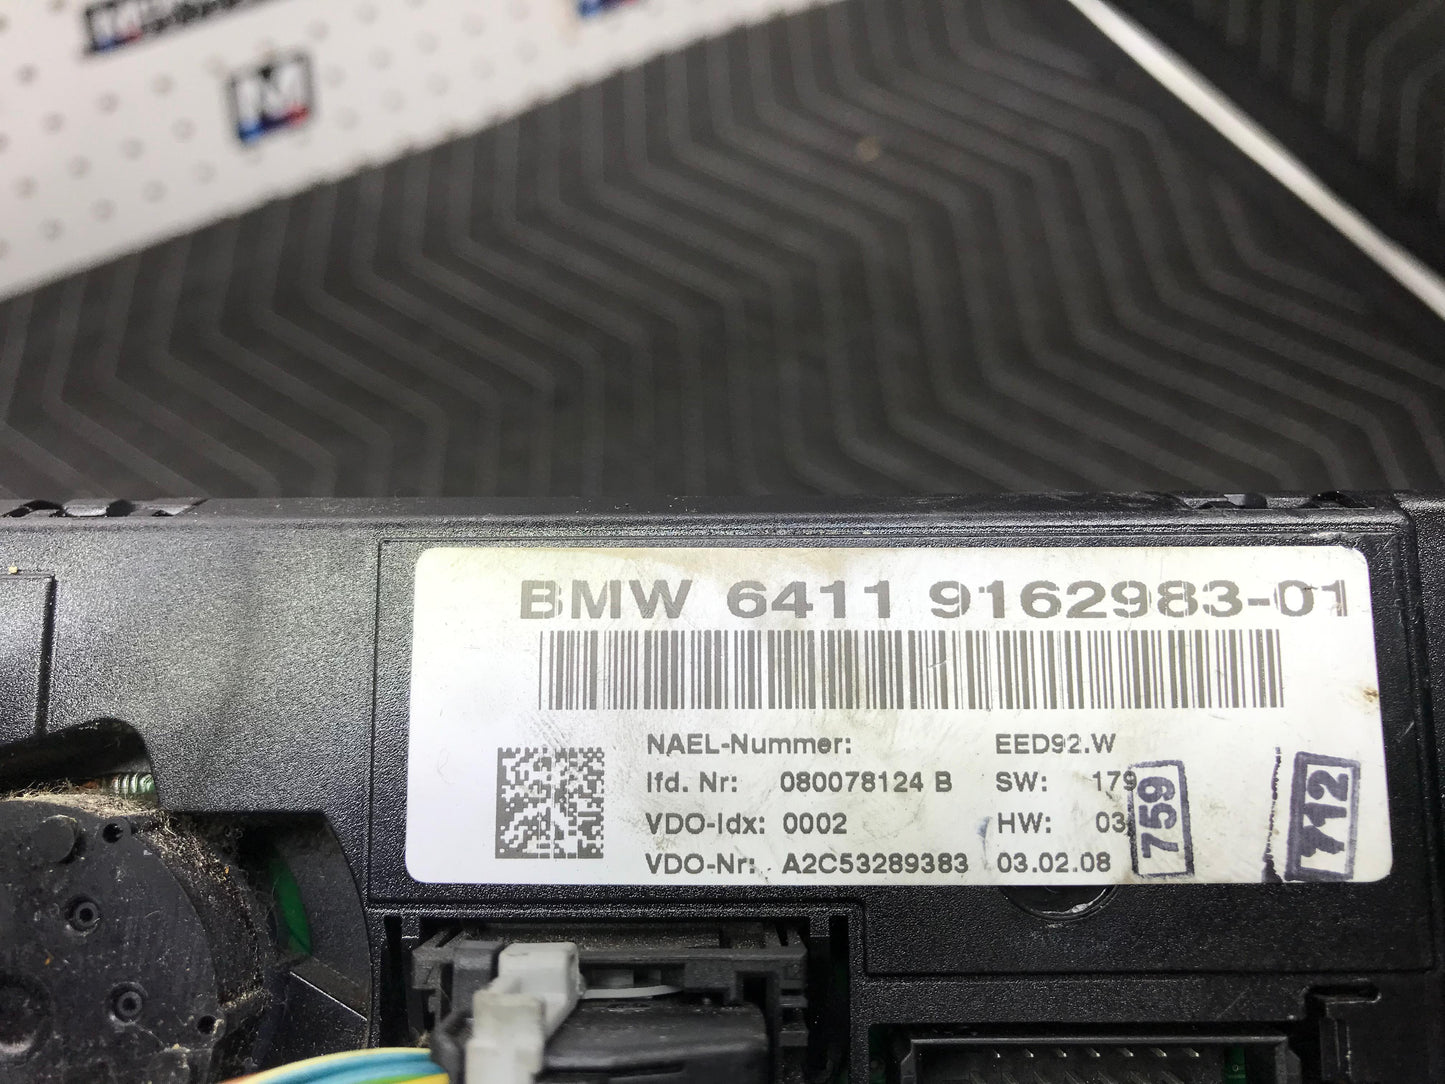 M
BMW 6411 9162983-01
NAEL-Nummer: EED92.W
lfd. Nr: 080078124 B SW: 179
VDO-Idx: 0002 HW: 03
VDO-Nr: A2C53289383 03.02.08
759
Y12